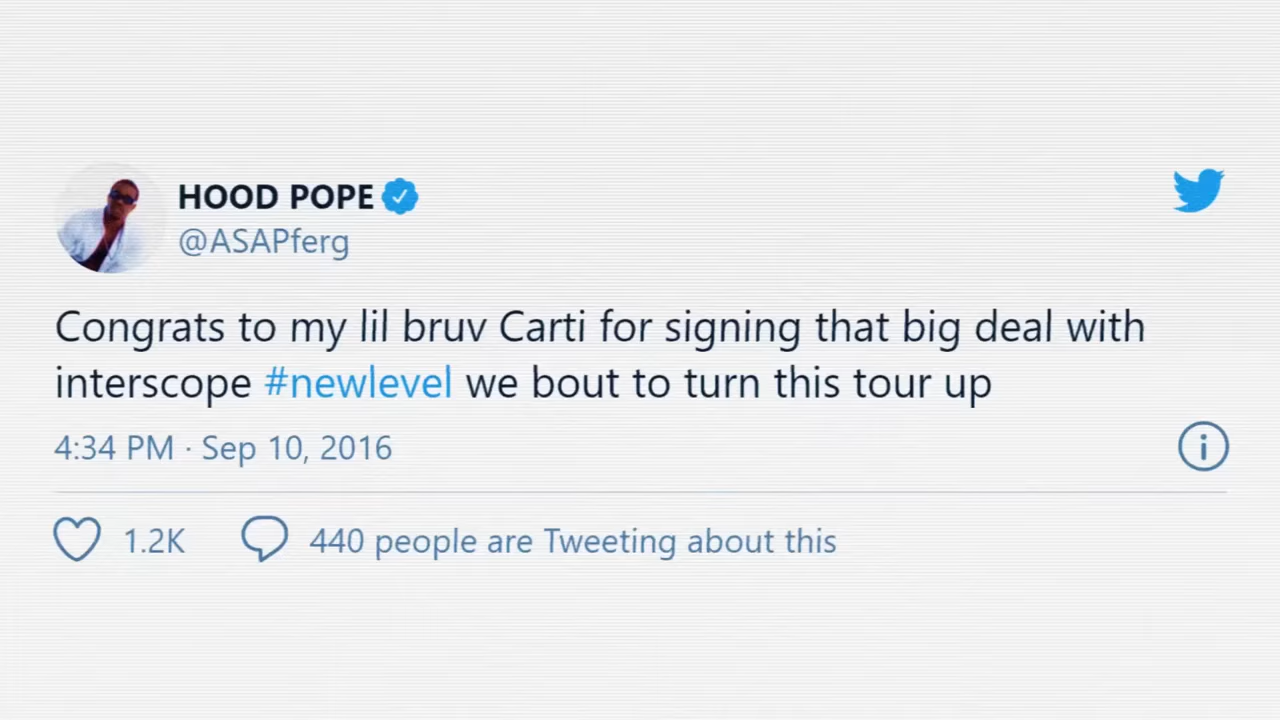 HOOD POPE
@ASAPferg
Congrats to my lil bruv Carti for signing that big deal with
interscope #newlevel we bout to turn this tour up
4:34 PM · Sep 10, 2016
1.2K 440 people are Tweeting about this